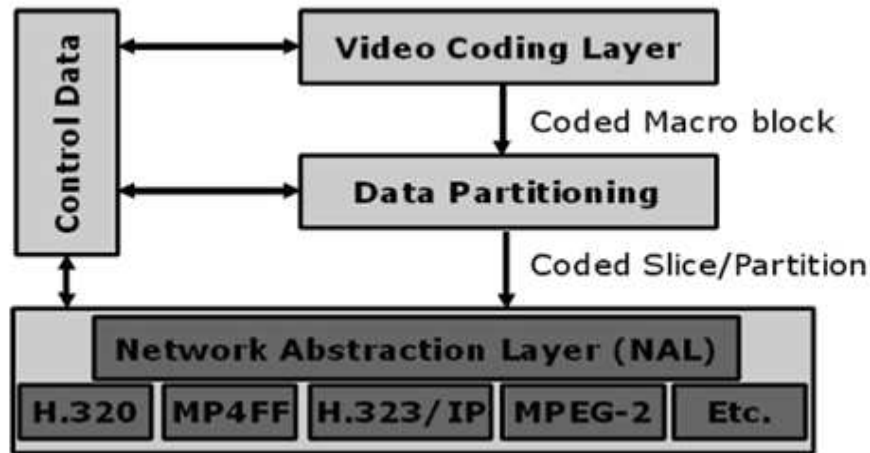 Control Data
Video Coding Layer
Coded Macro block
Data Partitioning
Coded Slice/Partition
Network Abstraction Layer (NAL)
H.320
MP4FF
H.323/IP
MPEG-2
Etc.